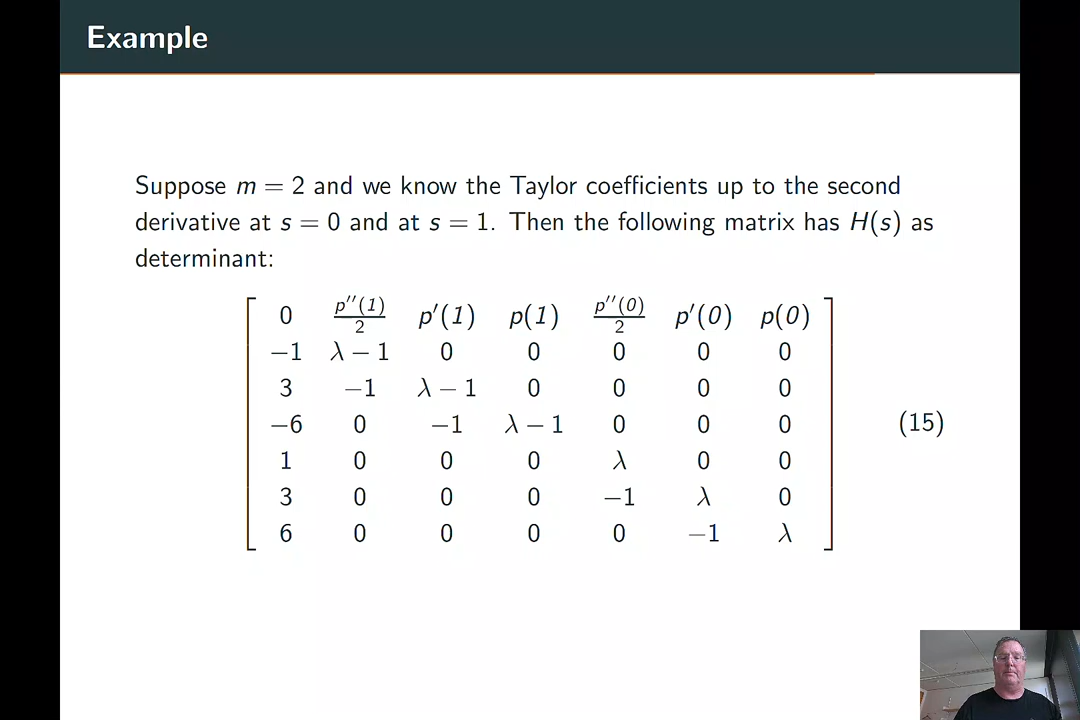 Example
Suppose m = 2 and we know the Taylor coefficients up to the second
derivative at s = 0 and at s = 1. Then the following matrix has H(s) as
determinant:
0 p′′(1)/2 p′(1) p(1) p′′(0)/2 p′(0) p(0)
−1 λ − 1 0 0 0 0 0
3 −1 λ − 1 0 0 0 0
−6 0 −1 λ − 1 0 0 0
1 0 0 0 λ 0 0
3 0 0 0 −1 λ 0
6 0 0 0 0 −1 λ
(15)